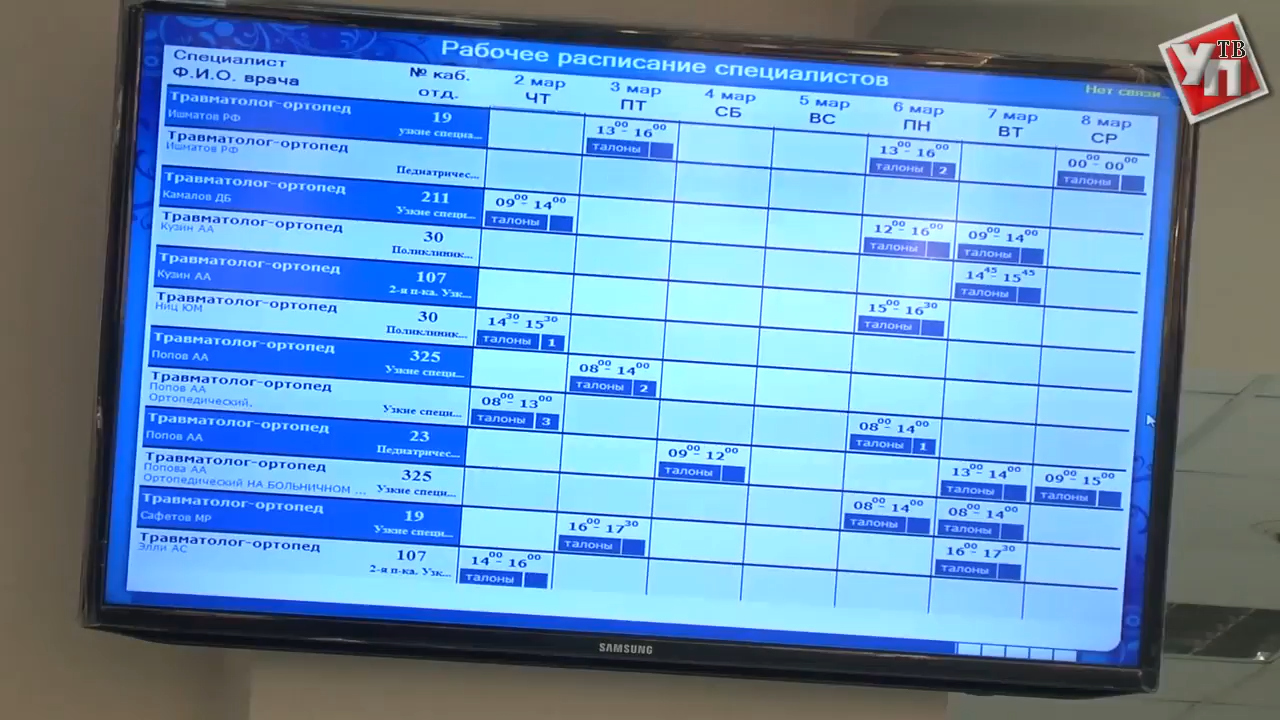 ТВ
УП
Рабочее расписание специалистов
Нет связи..
Специалист
Ф.И.О. врача
№ каб.
отд.
2 мар
ЧТ
3 мар
ПТ
4 мар
СБ
5 мар
ВС
6 мар
ПН
7 мар
ВТ
8 мар
СР
Травматолог-ортопед 19
Ишматов РФ узкие специа...
13⁰⁰- 16⁰⁰
талоны
13⁰⁰- 16⁰⁰
талоны 2
00⁰⁰- 00⁰⁰
талоны
Травматолог-ортопед
Ишматов РФ Педиатричес...
Травматолог-ортопед 211
Камалов ДБ Узкие специ...
09⁰⁰- 14⁰⁰
талоны
12⁰⁰- 16⁰⁰
талоны
09⁰⁰- 14⁰⁰
талоны
Травматолог-ортопед 30
Кузин АА Поликлиник...
14⁴⁵- 15⁴⁵
талоны
Травматолог-ортопед 107
Кузин АА 2-я п-ка. Узк...
15⁰⁰- 16³⁰
талоны
Травматолог-ортопед 30
Ниц ЮМ Поликлиник...
14³⁰- 15³⁰
талоны 1
Травматолог-ортопед 325
Попов АА Узкие специ...
08⁰⁰- 14⁰⁰
талоны 2
Травматолог-ортопед
Попов АА
Ортопедический. Узкие специ...
08⁰⁰- 13⁰⁰
талоны 3
08⁰⁰- 14⁰⁰
талоны 1
Травматолог-ортопед 23
Попов АА Педиатричес...
09⁰⁰- 12⁰⁰
талоны
13⁰⁰- 14⁰⁰
талоны
09⁰⁰- 15⁰⁰
талоны
Травматолог-ортопед 325
Попова АА
Ортопедический НА БОЛЬНИЧНОМ ... Узкие специ...
08⁰⁰- 14⁰⁰
талоны
08⁰⁰- 14⁰⁰
талоны
Травматолог-ортопед 19
Сафетов МР Узкие специ...
16⁰⁰- 17³⁰
талоны
16⁰⁰- 17³⁰
талоны
Травматолог-ортопед 107
Элли АС 2-я п-ка. Узк...
14⁰⁰- 16⁰⁰
талоны
SAMSUNG